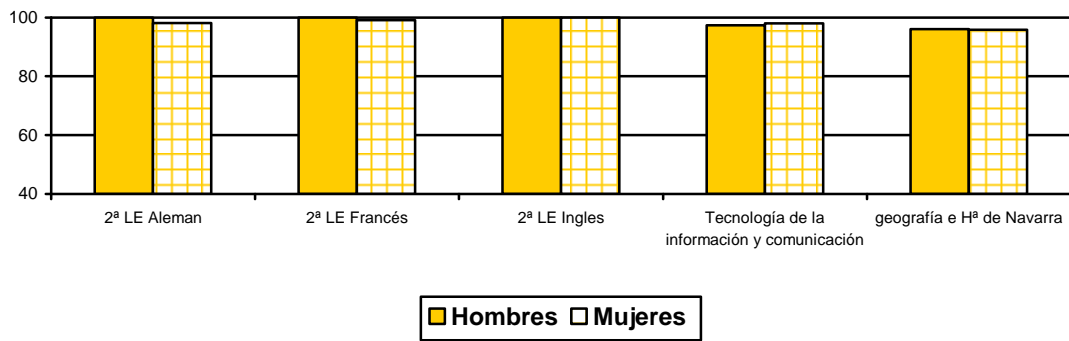 100
80
60
40
2ª LE Aleman
2ª LE Francés
2ª LE Ingles
Tecnología de la
información y comunicación
geografía e Hª de Navarra
Hombres Mujeres